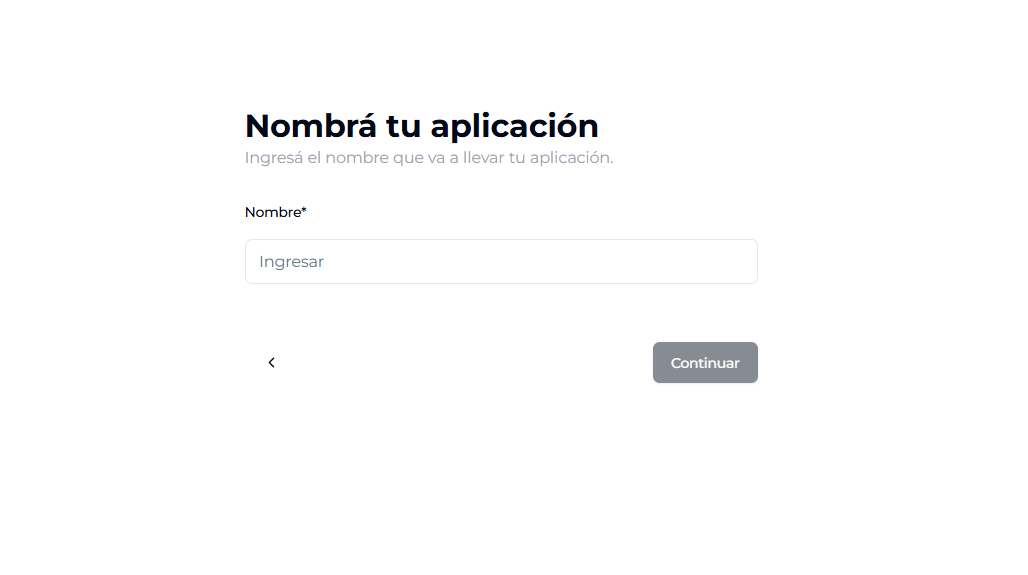 Nombrá tu aplicación
Ingresá el nombre que va a llevar tu aplicación.
Nombre*
Ingresar
Continuar